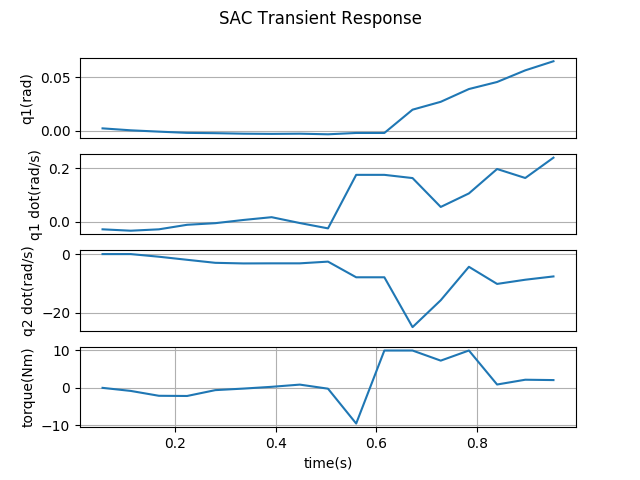 SAC Transient Response
q1(rad)
0.05
0.00
q1 dot(rad/s)
0.2
0.0
q2 dot(rad/s)
0
−20
torque(Nm)
10
0
−10
0.2 0.4 0.6 0.8
time(s)